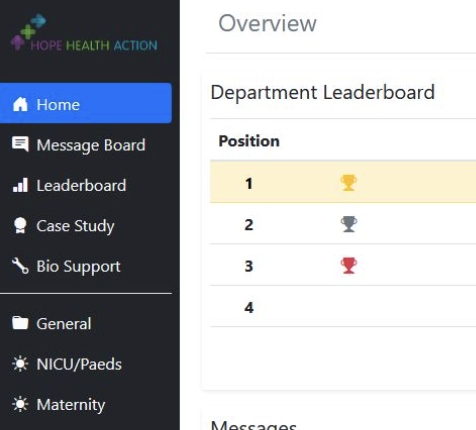 HOPE HEALTH ACTION
Home
Message Board
Leaderboard
Case Study
Bio Support
General
NICU/Paeds
Maternity
Overview
Department Leaderboard
Position
1
2
3
4
Messages